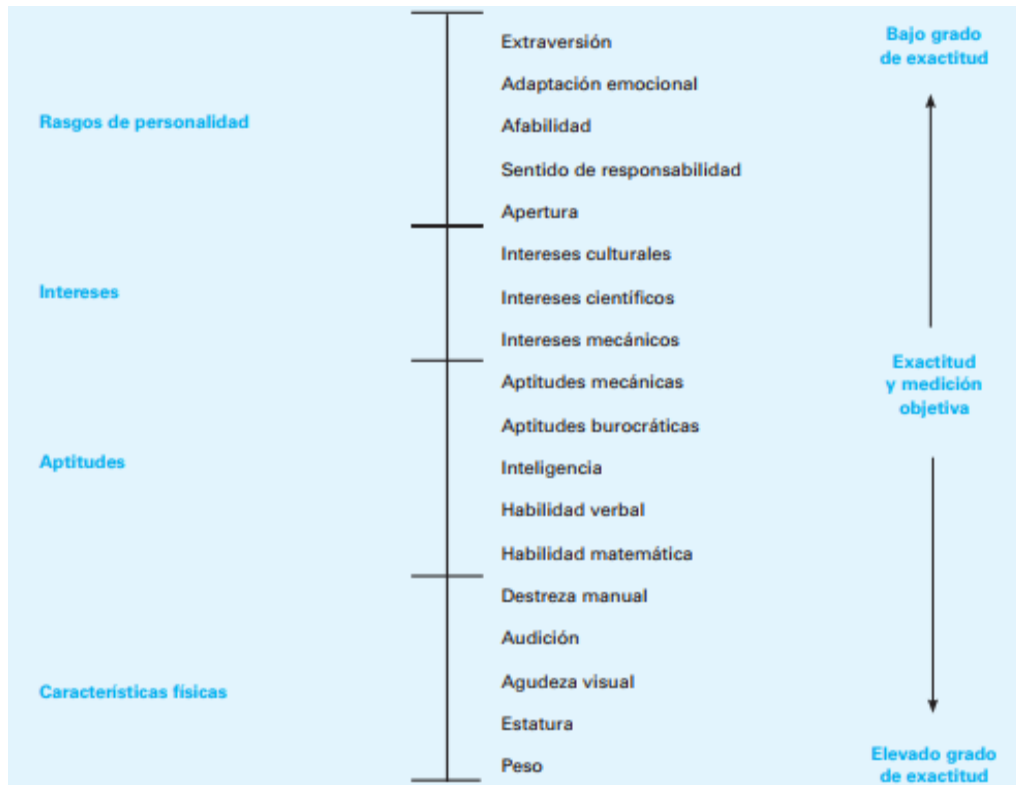 Extraversión
Bajo grado
de exactitud
Adaptación emocional
Rasgos de personalidad
Afabilidad
Sentido de responsabilidad
Apertura
Intereses culturales
Intereses
Intereses científicos
Intereses mecánicos
Exactitud
y medición
objetiva
Aptitudes mecánicas
Aptitudes burocráticas
Aptitudes
Inteligencia
Habilidad verbal
Habilidad matemática
Destreza manual
Audición
Características físicas
Agudeza visual
Estatura
Peso
Elevado grado
de exactitud